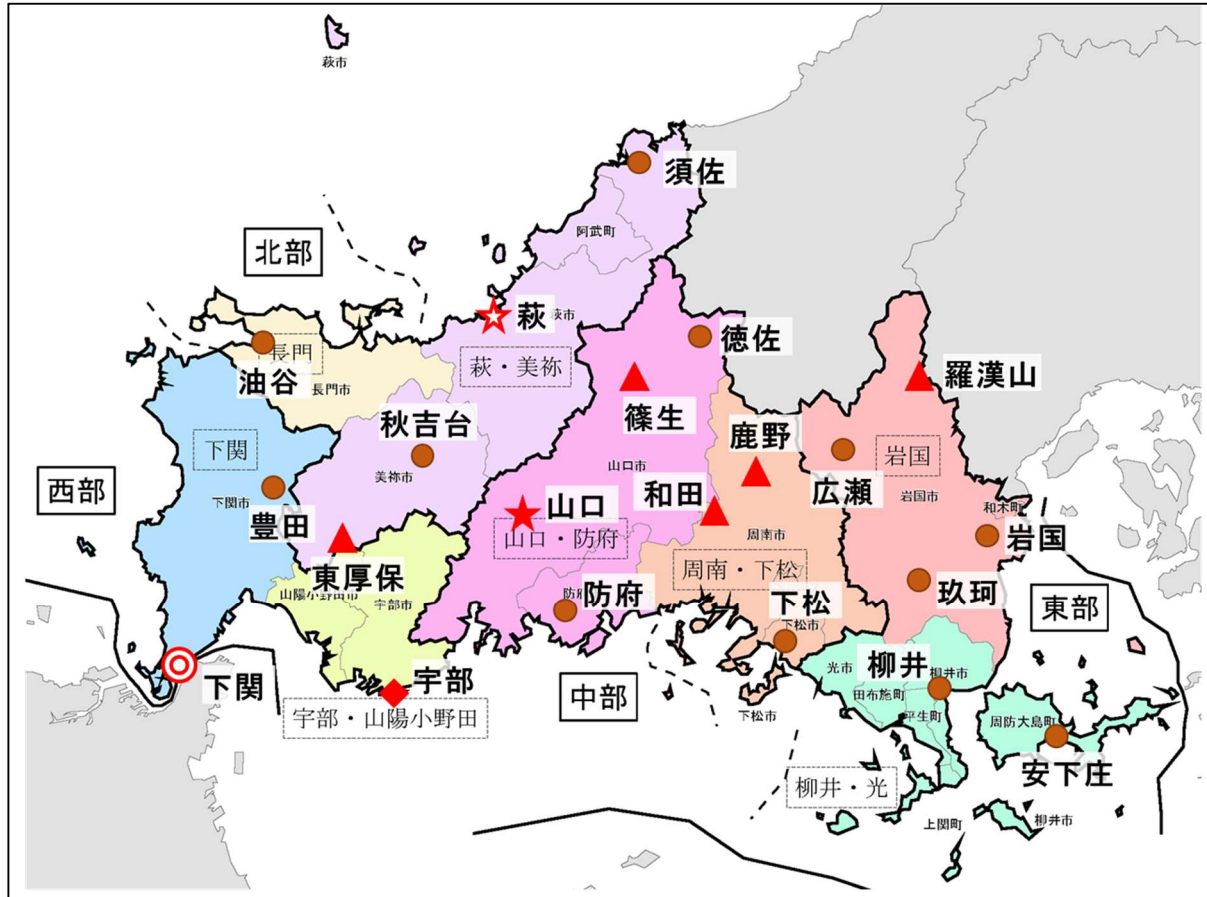 萩市
須佐
阿武町
北部
萩
萩市
徳佐
長門
油谷
長門市
萩・美祢
羅漢山
篠生
秋吉台
鹿野
下関
山口市
岩国
西部
下関市
美祢市
広瀬
岩国市
和田
和木町
豊田
山口
周南市
岩国
東厚保
山口・防府
周南・下松
玖珂
山陽小野田市
宇部市
防府
下松
下松市
東部
下関
宇部
中部
光市
柳井
柳井市
田布施町
宇部・山陽小野田
下松市
平生町
周防大島町
安下庄
柳井・光
上関町
柳井市